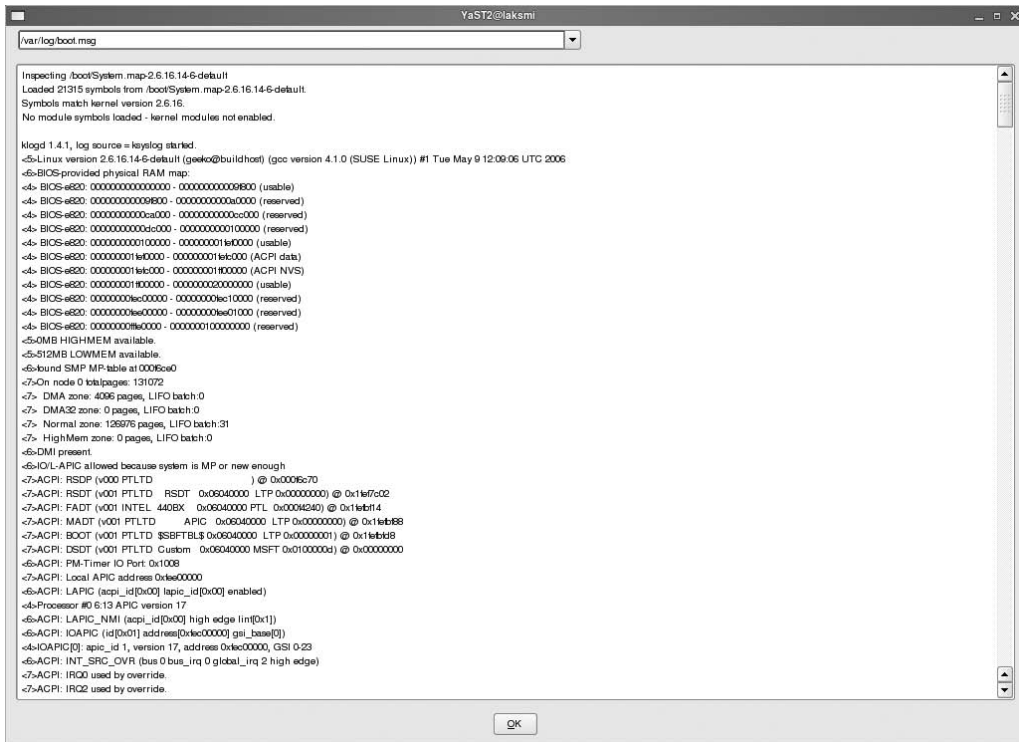 YaST2@laksmi
/var/log/boot.msg
Inspecting /boot/System.map-2.6.16.14-6-default
Loaded 21315 symbols from /boot/System.map-2.6.16.14-6-default.
Symbols match kernel version 2.6.16.
No module symbols loaded - kernel modules not enabled.
klogd 1.4.1, log source = ksyslog started.
<5>Linux version 2.6.16.14-6-default (geeko@buildhost) (gcc version 4.1.0 (SUSE Linux)) #1 Tue May 9 12:09:06 UTC 2006
<6>BIOS-provided physical RAM map:
<4> BIOS-e820: 0000000000000000 - 000000000009f800 (usable)
<4> BIOS-e820: 000000000009f800 - 00000000000a0000 (reserved)
<4> BIOS-e820: 00000000000ca000 - 00000000000cc000 (reserved)
<4> BIOS-e820: 00000000000dc000 - 0000000000100000 (reserved)
<4> BIOS-e820: 0000000000100000 - 000000001fef0000 (usable)
<4> BIOS-e820: 000000001fef0000 - 000000001fefc000 (ACPI data)
<4> BIOS-e820: 000000001fefc000 - 000000001ff00000 (ACPI NVS)
<4> BIOS-e820: 000000001ff00000 - 0000000020000000 (usable)
<4> BIOS-e820: 00000000fec00000 - 00000000fec10000 (reserved)
<4> BIOS-e820: 00000000fee00000 - 00000000fee01000 (reserved)
<4> BIOS-e820: 00000000fffe0000 - 0000000100000000 (reserved)
<5>0MB HIGHMEM available.
<5>512MB LOWMEM available.
<6>found SMP MP-table at 000f6ce0
<7>On node 0 totalpages: 131072
<7>  DMA zone: 4096 pages, LIFO batch:0
<7>  DMA32 zone: 0 pages, LIFO batch:0
<7>  Normal zone: 126976 pages, LIFO batch:31
<7>  HighMem zone: 0 pages, LIFO batch:0
<6>DMI present.
<6>IO/L-APIC allowed because system is MP or new enough
<7>ACPI: RSDP (v000 PTLTD                                ) @ 0x000f6c70
<7>ACPI: RSDT (v001 PTLTD    RSDT   0x06040000  LTP 0x00000000) @ 0x1fef7c02
<7>ACPI: FADT (v001 INTEL  440BX    0x06040000 PTL  0x000f4240) @ 0x1fefbf14
<7>ACPI: MADT (v001 PTLTD          APIC   0x06040000  LTP 0x00000000) @ 0x1fefbf88
<7>ACPI: BOOT (v001 PTLTD  $SBFTBL$ 0x06040000  LTP 0x00000001) @ 0x1fefbfd8
<7>ACPI: DSDT (v001 PTLTD  Custom   0x06040000 MSFT 0x0100000d) @ 0x00000000
<6>ACPI: PM-Timer IO Port: 0x1008
<7>ACPI: Local APIC address 0xfee00000
<6>ACPI: LAPIC (acpi_id[0x00] lapic_id[0x00] enabled)
<4>Processor #0 6:13 APIC version 17
<6>ACPI: LAPIC_NMI (acpi_id[0x00] high edge lint[0x1])
<6>ACPI: IOAPIC (id[0x01] address[0xfec00000] gsi_base[0])
<4>IOAPIC[0]: apic_id 1, version 17, address 0xfec00000, GSI 0-23
<6>ACPI: INT_SRC_OVR (bus 0 bus_irq 0 global_irq 2 high edge)
<7>ACPI: IRQ0 used by override.
<7>ACPI: IRQ2 used by override.
OK